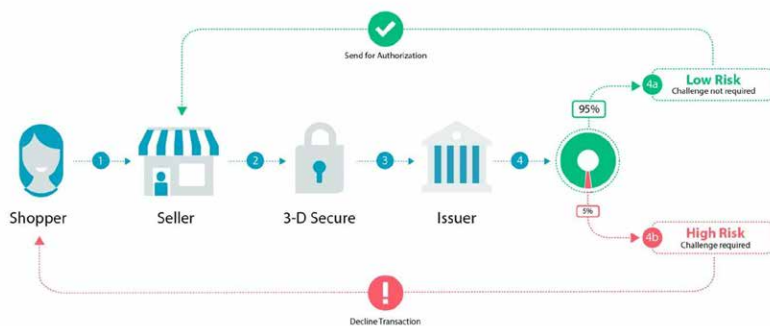 Send for Authorization
4a
Low Risk
Challenge not required
95%
1
2
3
4
Shopper
Seller
3-D Secure
Issuer
5%
4b
High Risk
Challenge required
Decline Transaction